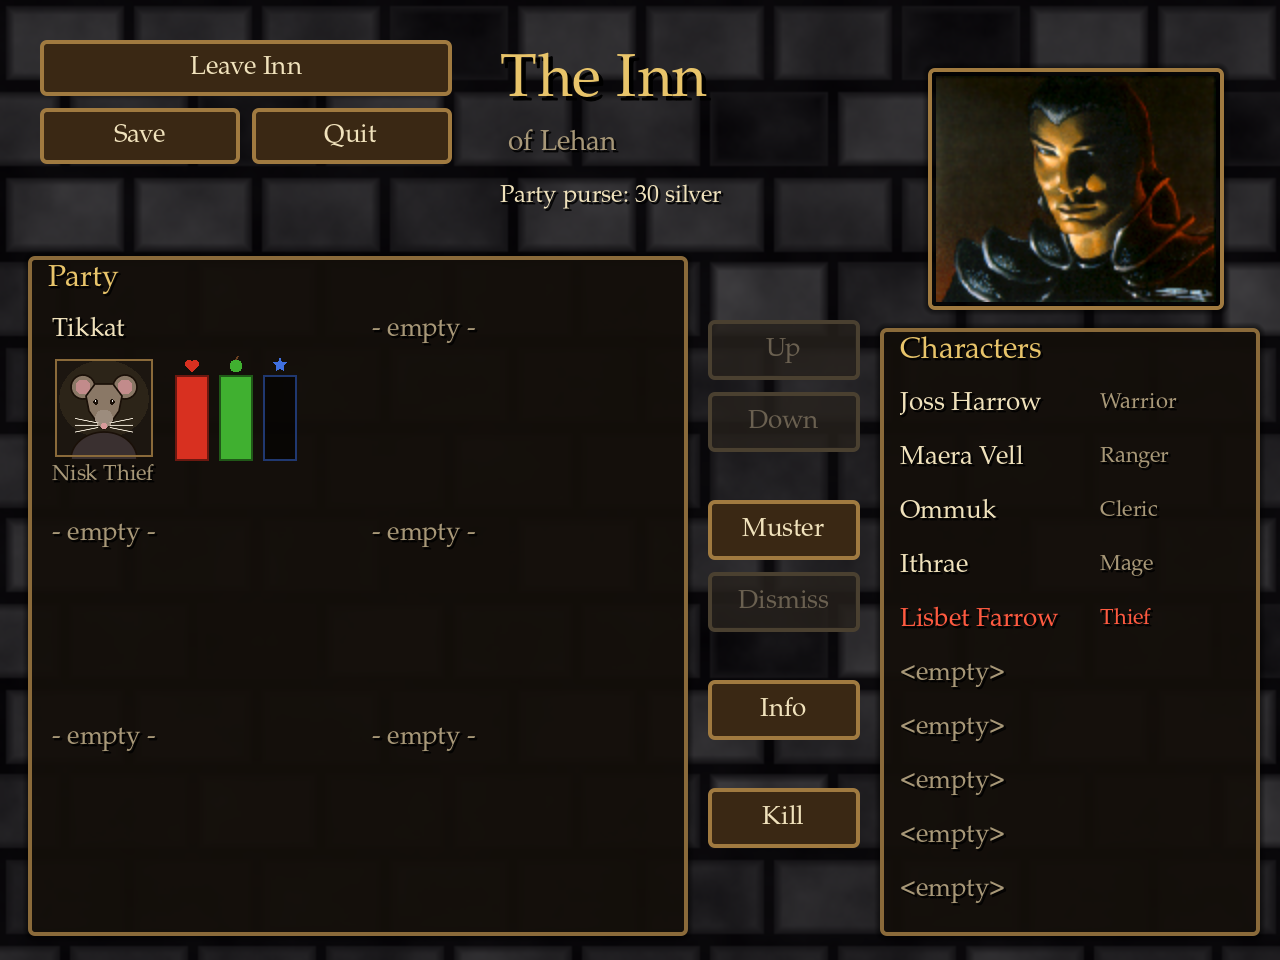 Leave Inn
Save
Quit
The Inn
of Lehan
Party purse: 30 silver
Party
Tikkat
- empty -
Nisk Thief
- empty -
- empty -
- empty -
- empty -
Up
Down
Muster
Dismiss
Info
Kill
Characters
Joss Harrow Warrior
Maera Vell Ranger
Ommuk Cleric
Ithrae Mage
Lisbet Farrow Thief
<empty>
<empty>
<empty>
<empty>
<empty>